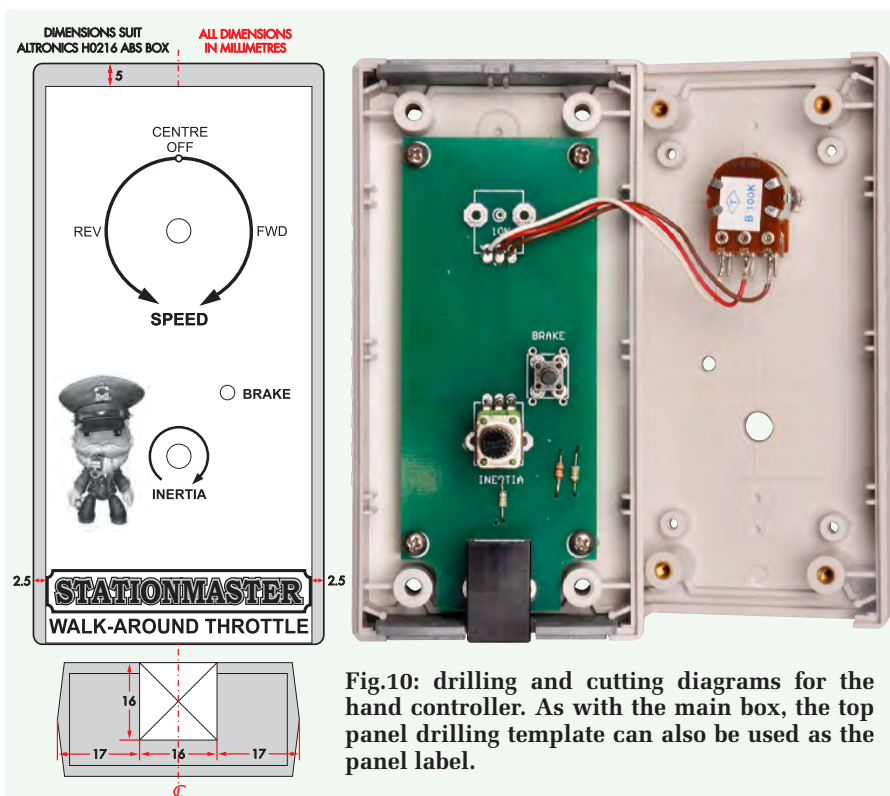 DIMENSIONS SUIT
ALTRONICS H0216 ABS BOX
ALL DIMENSIONS
IN MILLIMETRES
5
CENTRE
OFF
REV
FWD
SPEED
BRAKE
INERTIA
2.5
2.5
STATIONMASTER
WALK-AROUND THROTTLE
16
17
16
17
10K
BRAKE
INERTIA
T
B 100K
Fig.10: drilling and cutting diagrams for the
hand controller. As with the main box, the top
panel drilling template can also be used as the
panel label.